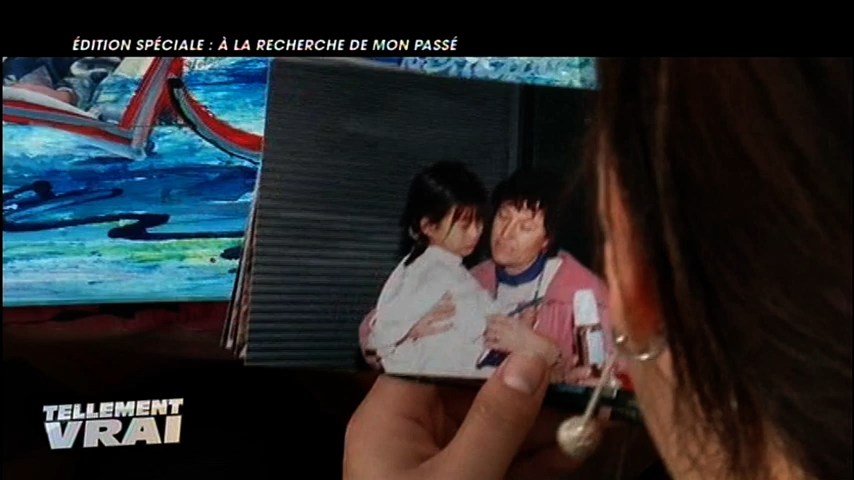 ÉDITION SPÉCIALE : À LA RECHERCHE DE MON PASSÉ
TELLEMENT
VRAI